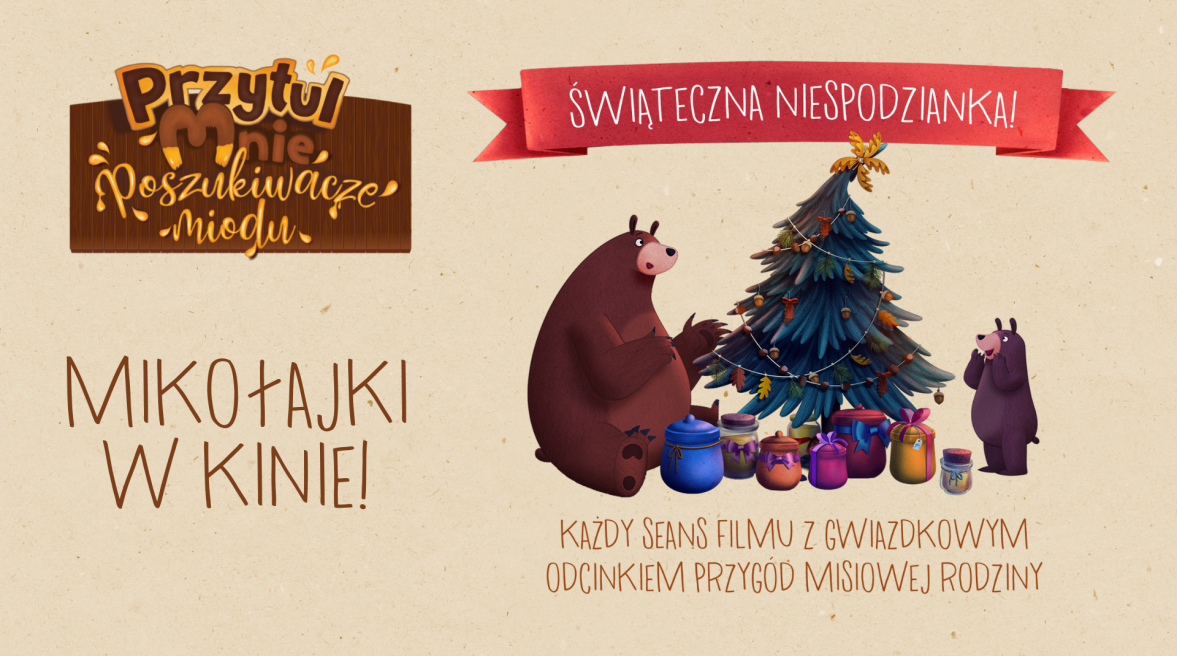 Przytul
Mnie
Poszukiwacze
miodu
MIKOŁAJKI
W KINIE!
ŚWIĄTECZNA NIESPODZIANKA!
KAŻDY SEANS FILMU Z GWIAZDKOWYM
ODCINKIEM PRZYGÓD MISIOWEJ RODZINY